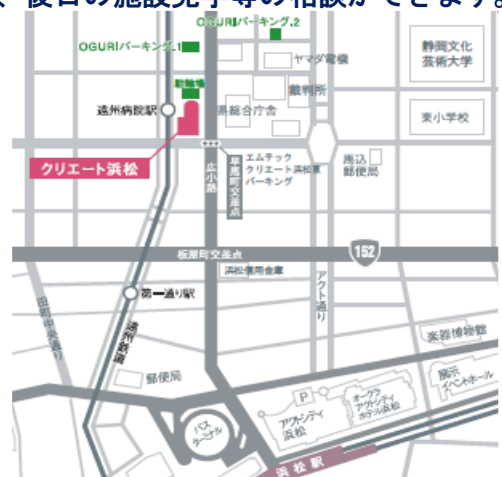 、後日の施設見学等の相談ができます。
OGURIパーキング.2
OGURIパーキング.1
ヤマダ電機
静岡文化
芸術大学
駐輪場
裁判所
遠州病院駅
県総合庁舎
東小学校
クリエート浜松
エムテック
クリエート浜松東
パーキング
馬込
郵便局
広小路
早馬町交差点
板屋町交差点
152
浜松信用金庫
アクト通り
第一通り駅
田町中央通り
遠州鉄道
楽器博物館
郵便局
展示
イベントホール
P
オークラ
アクトシティ
ホテル浜松
アクトシティ
浜松
バス
ターミナル
浜松駅